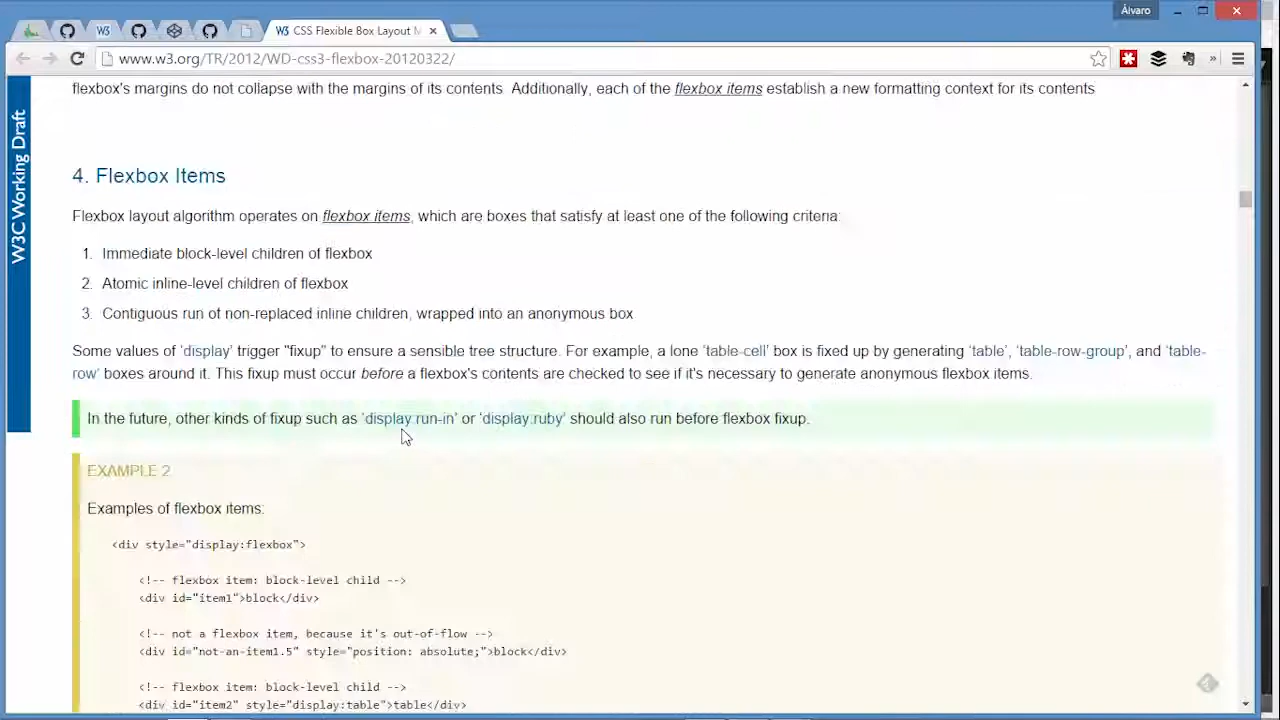 Álvaro
W3
W3 CSS Flexible Box Layout M
www.w3.org/TR/2012/WD-css3-flexbox-20120322/
W3C Working Draft
flexbox's margins do not collapse with the margins of its contents. Additionally, each of the flexbox items establish a new formatting context for its contents.
4. Flexbox Items
Flexbox layout algorithm operates on flexbox items, which are boxes that satisfy at least one of the following criteria:
1. Immediate block-level children of flexbox
2. Atomic inline-level children of flexbox
3. Contiguous run of non-replaced inline children, wrapped into an anonymous box
Some values of ‘display’ trigger "fixup" to ensure a sensible tree structure. For example, a lone ‘table-cell’ box is fixed up by generating ‘table’, ‘table-row-group’, and ‘table-
row’ boxes around it. This fixup must occur before a flexbox's contents are checked to see if it's necessary to generate anonymous flexbox items.
In the future, other kinds of fixup such as ‘display:run-in’ or ‘display:ruby’ should also run before flexbox fixup.
EXAMPLE 2
Examples of flexbox items:
<div style="display:flexbox">
<!-- flexbox item: block-level child -->
<div id="item1">block</div>
<!-- not a flexbox item, because it's out-of-flow -->
<div id="not-an-item1.5" style="position: absolute;">block</div>
<!-- flexbox item: block-level child -->
<div id="item2" style="display:table">table</div>